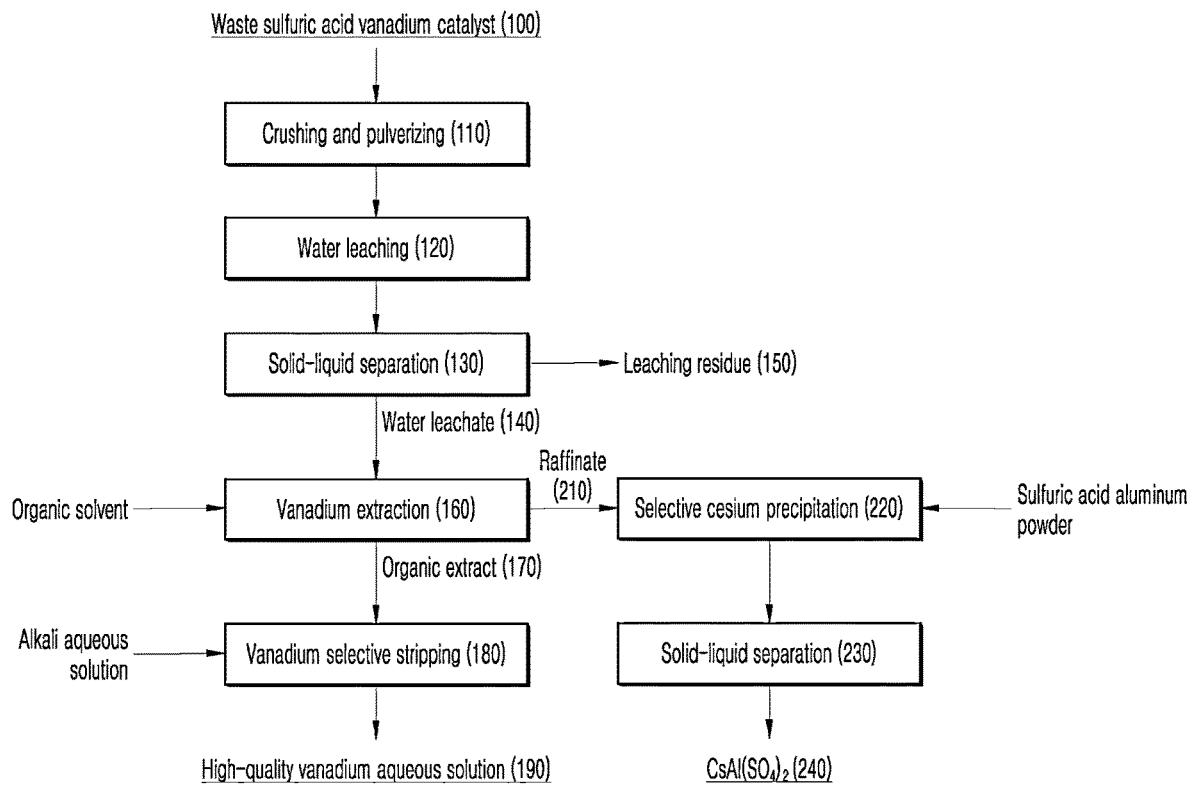 Waste sulfuric acid vanadium catalyst (100)
Crushing and pulverizing (110)
Water leaching (120)
Solid-liquid separation (130)
Leaching residue (150)
Water leachate (140)
Raffinate
(210)
Organic solvent
Vanadium extraction (160)
Selective cesium precipitation (220)
Sulfuric acid aluminum
powder
Organic extract (170)
Alkali aqueous
solution
Vanadium selective stripping (180)
Solid-liquid separation (230)
High-quality vanadium aqueous solution (190)
CsAl(SO₄)₂ (240)